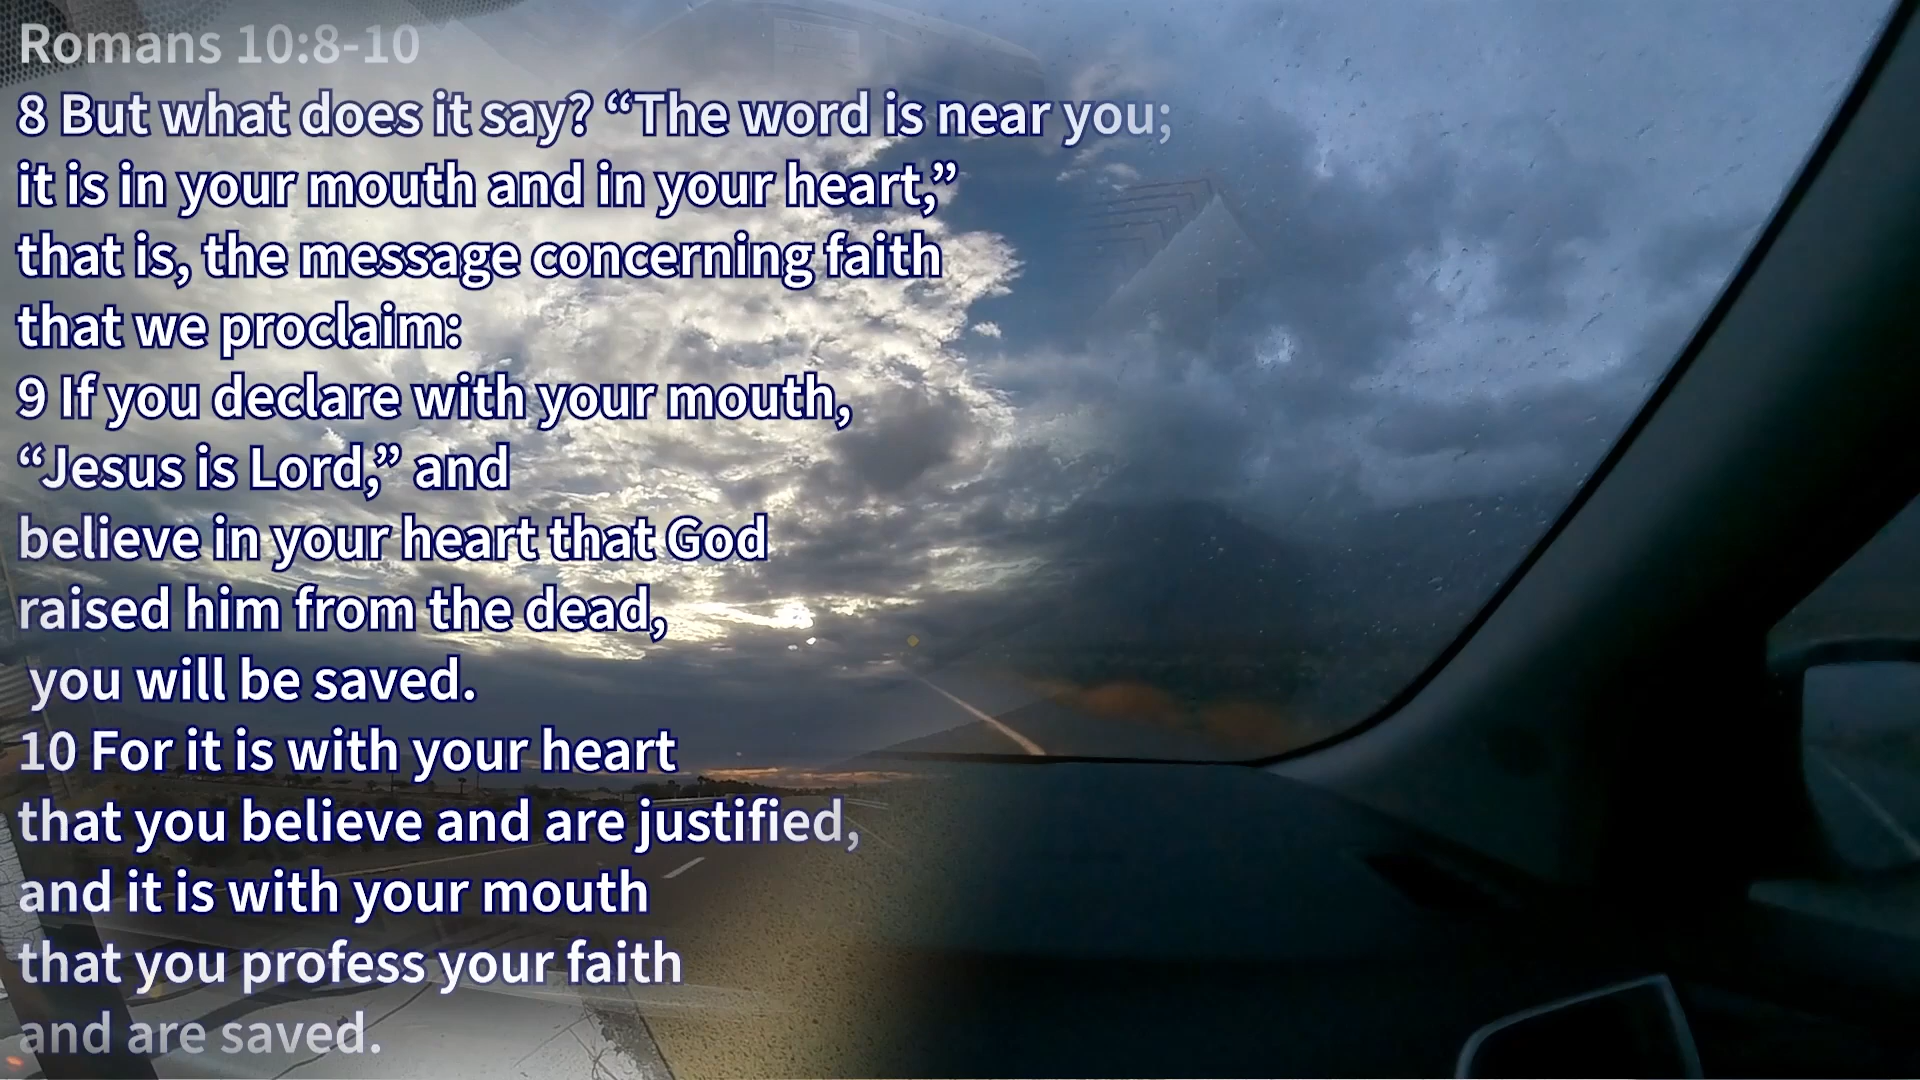 Romans 10:8-10
8 But what does it say? “The word is near you;
it is in your mouth and in your heart,”
that is, the message concerning faith
that we proclaim:
9 If you declare with your mouth,
“Jesus is Lord,” and
believe in your heart that God
raised him from the dead,
you will be saved.
10 For it is with your heart
that you believe and are justified,
and it is with your mouth
that you profess your faith
and are saved.